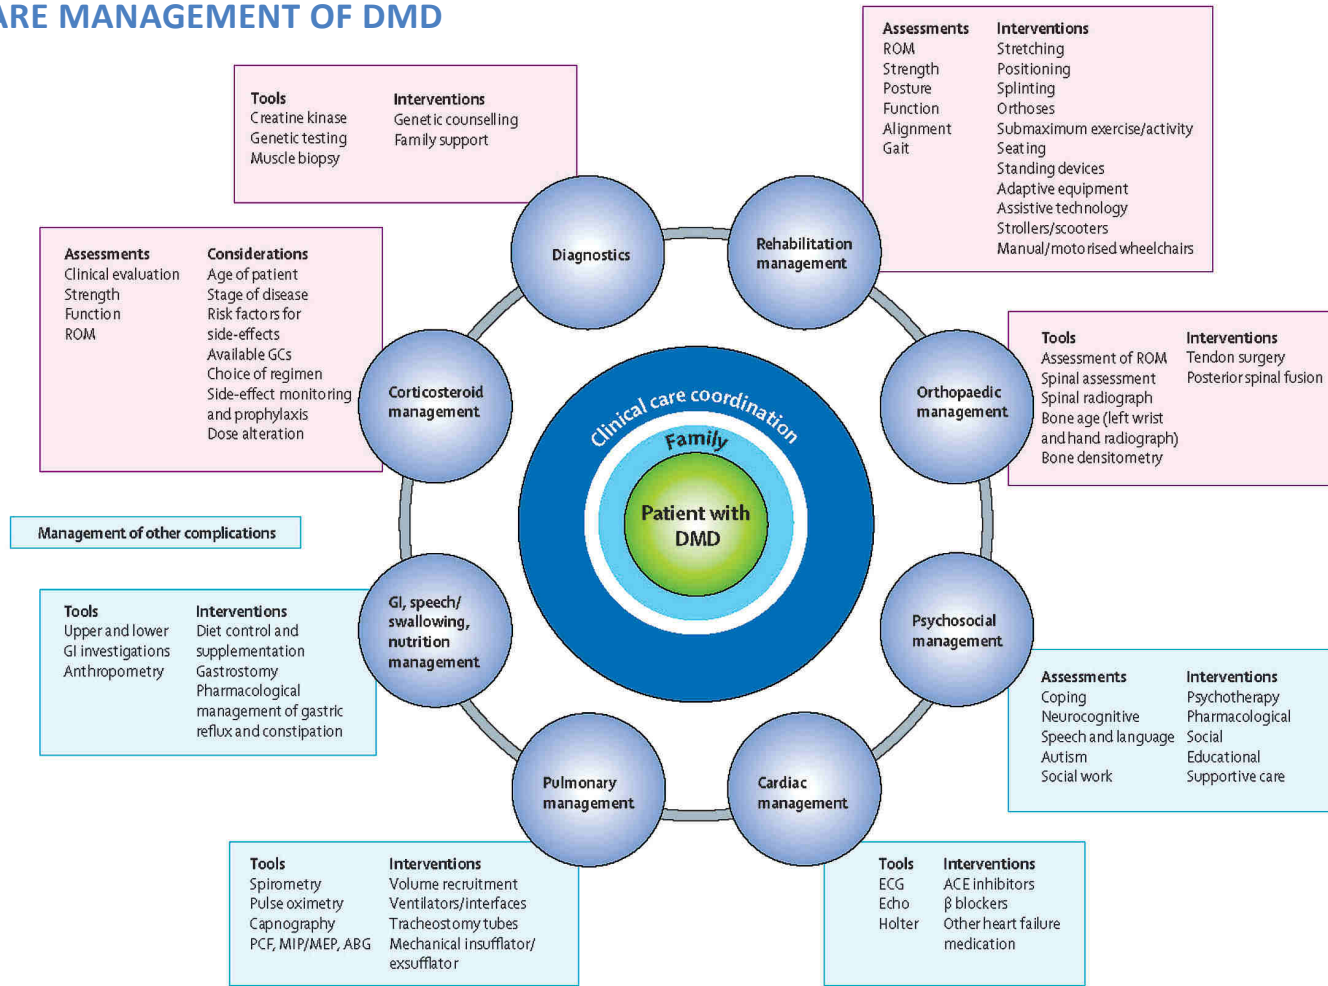 ARE MANAGEMENT OF DMD
Tools
Creatine kinase
Genetic testing
Muscle biopsy
Interventions
Genetic counselling
Family support
Assessments
ROM
Strength
Posture
Function
Alignment
Gait
Interventions
Stretching
Positioning
Splinting
Orthoses
Submaximum exercise/activity
Seating
Standing devices
Adaptive equipment
Assistive technology
Strollers/scooters
Manual/motorised wheelchairs
Diagnostics
Rehabilitation
management
Assessments
Clinical evaluation
Strength
Function
ROM
Considerations
Age of patient
Stage of disease
Risk factors for
side-effects
Available GCs
Choice of regimen
Side-effect monitoring
and prophylaxis
Dose alteration
Corticosteroid
management
Orthopaedic
management
Tools
Assessment of ROM
Spinal assessment
Spinal radiograph
Bone age (left wrist
and hand radiograph)
Bone densitometry
Interventions
Tendon surgery
Posterior spinal fusion
Clinical care coordination
Family
Patient with
DMD
Management of other complications
Tools
Upper and lower
GI investigations
Anthropometry
Interventions
Diet control and
supplementation
Gastrostomy
Pharmacological
management of gastric
reflux and constipation
GI, speech/
swallowing,
nutrition
management
Psychosocial
management
Assessments
Coping
Neurocognitive
Speech and language
Autism
Social work
Interventions
Psychotherapy
Pharmacological
Social
Educational
Supportive care
Pulmonary
management
Cardiac
management
Tools
Spirometry
Pulse oximetry
Capnography
PCF, MIP/MEP, ABG
Interventions
Volume recruitment
Ventilators/interfaces
Tracheostomy tubes
Mechanical insufflator/
exsufflator
Tools
ECG
Echo
Holter
Interventions
ACE inhibitors
β blockers
Other heart failure
medication